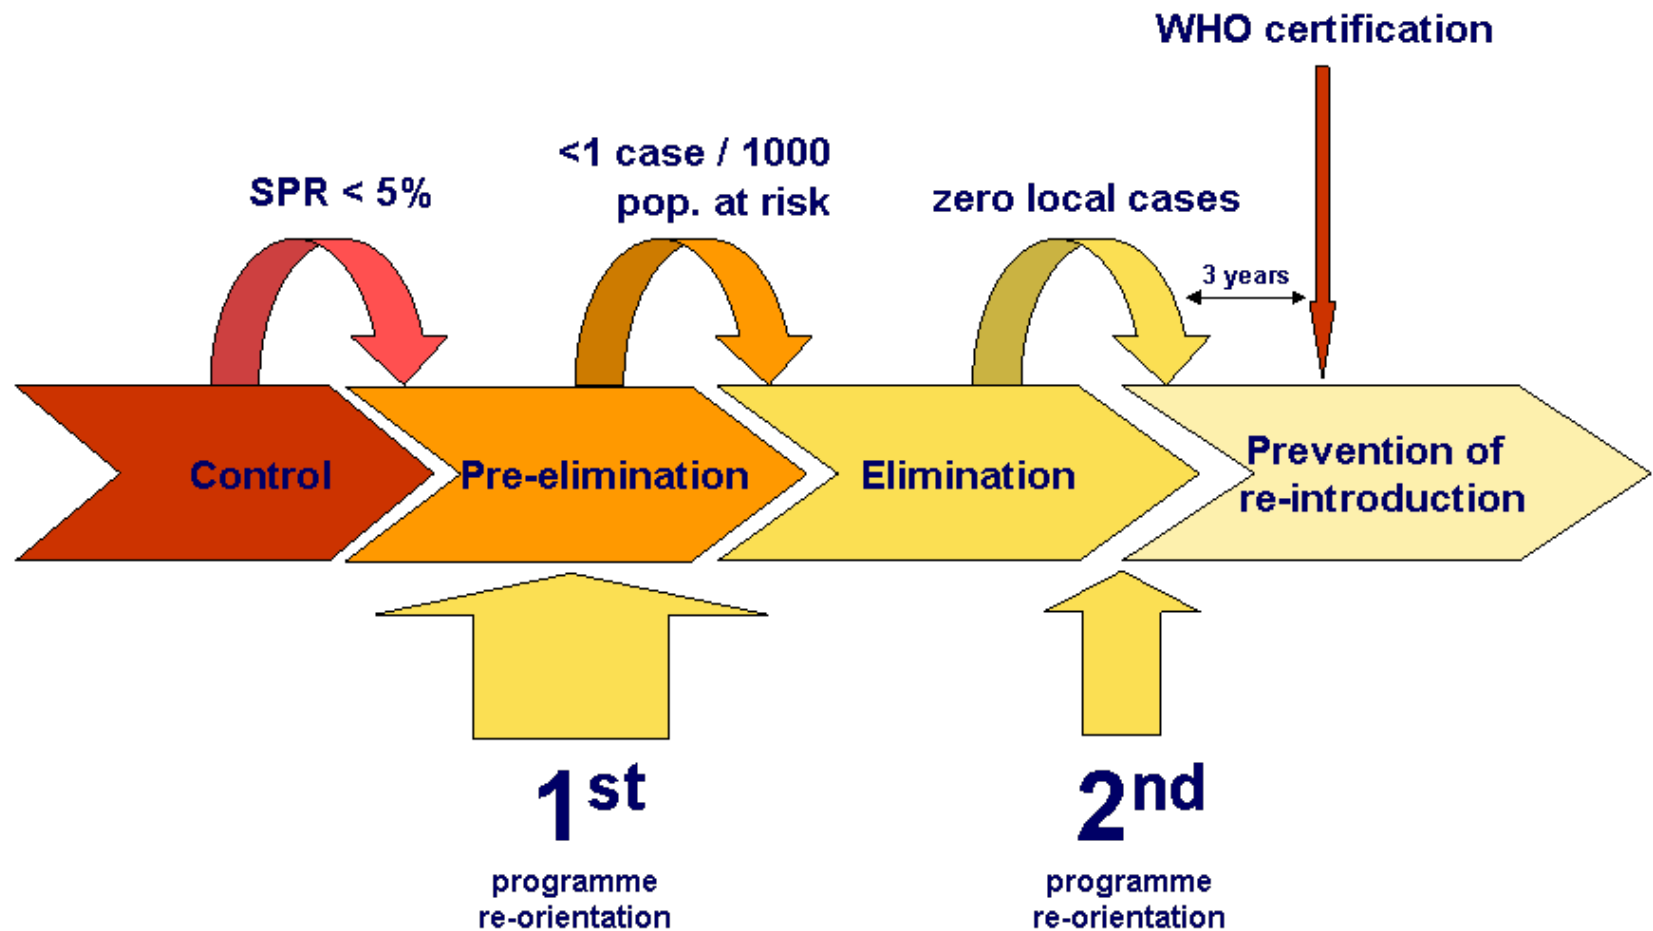 WHO certification
<1 case / 1000
pop. at risk
SPR < 5%
zero local cases
3 years
Control
Pre-elimination
Elimination
Prevention of
re-introduction
1st
programme
re-orientation
2nd
programme
re-orientation